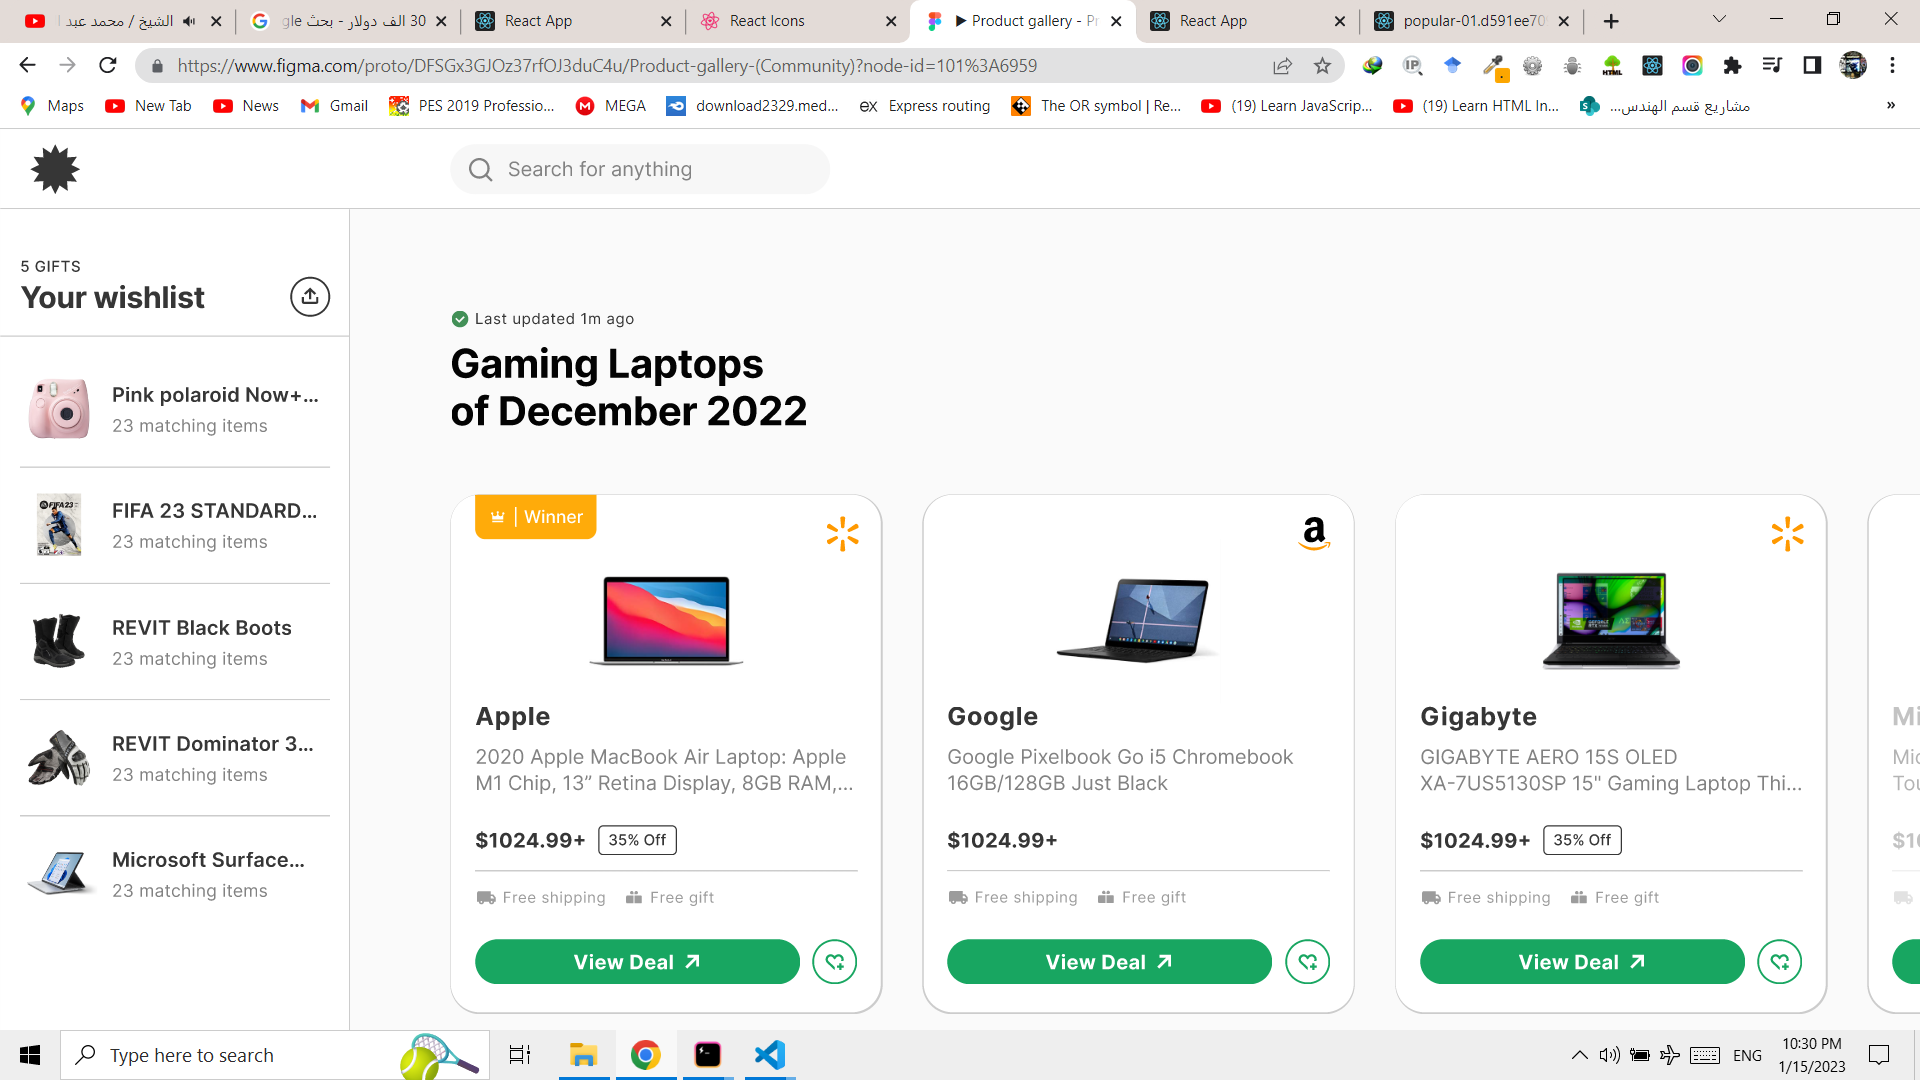 الشيخ / محمد عبد ا
30 الف دولار - بحث gle
React App
React Icons
▶ Product gallery - Pr
React App
popular-01.d591ee70
https://www.figma.com/proto/DFSGx3GJOz37rfOJ3duC4u/Product-gallery-(Community)?node-id=101%3A6959
Maps
New Tab
News
Gmail
PES 2019 Professio...
MEGA
download2329.med...
Express routing
The OR symbol | Re...
(19) Learn JavaScrip...
(19) Learn HTML In...
مشاريع قسم الهندس...
»
Search for anything
5 GIFTS
Your wishlist
Pink polaroid Now+...
23 matching items
FIFA 23 STANDARD...
23 matching items
REVIT Black Boots
23 matching items
REVIT Dominator 3...
23 matching items
Microsoft Surface...
23 matching items
Last updated 1m ago
Gaming Laptops
of December 2022
| Winner
Apple
2020 Apple MacBook Air Laptop: Apple
M1 Chip, 13” Retina Display, 8GB RAM,...
$1024.99+
35% Off
Free shipping
Free gift
View Deal
Google
Google Pixelbook Go i5 Chromebook
16GB/128GB Just Black
$1024.99+
Free shipping
Free gift
View Deal
Gigabyte
GIGABYTE AERO 15S OLED
XA-7US5130SP 15" Gaming Laptop Thi...
$1024.99+
35% Off
Free shipping
Free gift
View Deal
Mi
Mic
Tou
$10
Type here to search
ENG
10:30 PM
1/15/2023